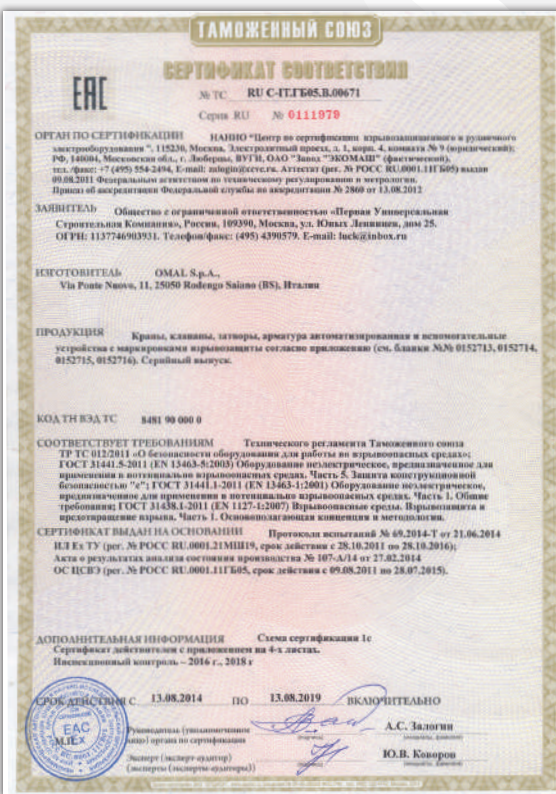 ТАМОЖЕННЫЙ СОЮЗ
СЕРТИФИКАТ СООТВЕТСТВИЯ
ЕАС
№ ТС RU C-IT.ГБ05.В.00671
Серия RU № 0111979
ОРГАН ПО СЕРТИФИКАЦИИ НАНИО "Центр по сертификации взрывозащищенного и рудничного
электрооборудования ". 115230, Москва, Электролитный проезд, д. 1, корп. 4, комната № 9 (юридический);
РФ, 140004, Московская обл., г. Люберцы, ВУГИ, ОАО "Завод "ЭКОМАШ" (фактический),
тел./факс: +7 (495) 554-2494, E-mail: zalogin@ccve.ru. Аттестат (рег. № РОСС RU.0001.11ГБ05) выдан
09.08.2011 Федеральным агентством по техническому регулированию и метрологии.
Приказ об аккредитации Федеральной службы по аккредитации № 2860 от 13.08.2012
ЗАЯВИТЕЛЬ Общество с ограниченной ответственностью «Первая Универсальная
Строительная Компания», Россия, 109390, Москва, ул. Юных Ленинцев, дом 25.
ОГРН: 1137746903931. Телефон/факс: (495) 4390579. E-mail: luck@inbox.ru
ИЗГОТОВИТЕЛЬ OMAL S.p.A.,
Via Ponte Nuovo, 11, 25050 Rodengo Saiano (BS), Италия
ПРОДУКЦИЯ Краны, клапаны, затворы, арматура автоматизированная и вспомогательные
устройства с маркировками взрывозащиты согласно приложению (см. бланки №№ 0152713, 0152714,
0152715, 0152716). Серийный выпуск.
КОД ТН ВЭД ТС 8481 90 000 0
СООТВЕТСТВУЕТ ТРЕБОВАНИЯМ Технического регламента Таможенного союза
ТР ТС 012/2011 «О безопасности оборудования для работы во взрывоопасных средах»;
ГОСТ 31441.5-2011 (EN 13463-5:2003) Оборудование неэлектрическое, предназначенное для
применения в потенциально взрывоопасных средах. Часть 5. Защита конструкционной
безопасностью "с"; ГОСТ 31441.1-2011 (EN 13463-1:2001) Оборудование неэлектрическое,
предназначенное для применения в потенциально взрывоопасных средах. Часть 1. Общие
требования; ГОСТ 31438.1-2011 (EN 1127-1:2007) Взрывоопасные среды. Взрывозащита и
предотвращение взрыва. Часть 1. Основополагающая концепция и методология.
СЕРТИФИКАТ ВЫДАН НА ОСНОВАНИИ Протокола испытаний № 69.2014-Т от 21.06.2014
ИЛ Ex ТУ (рег. № РОСС RU.0001.21МШ19, срок действия с 28.10.2011 по 28.10.2016);
Акта о результатах анализа состояния производства № 107-А/14 от 27.02.2014
ОС ЦСВЭ (рег. № РОСС RU.0001.11ГБ05, срок действия с 09.08.2011 по 28.07.2015).
ДОПОЛНИТЕЛЬНАЯ ИНФОРМАЦИЯ Схема сертификации 1с
Сертификат действителен с приложением на 4-х листах.
Инспекционный контроль – 2016 г., 2018 г
СРОК ДЕЙСТВИЯ С 13.08.2014 ПО 13.08.2019 ВКЛЮЧИТЕЛЬНО
EAC
Ex
М.П.
Руководитель (уполномоченное
лицо) органа по сертификации
(подпись)
А.С. Залогин
(инициалы, фамилия)
Эксперт (эксперт-аудитор)
(эксперты (эксперты-аудиторы))
(подпись)
Ю.В. Коворов
(инициалы, фамилия)